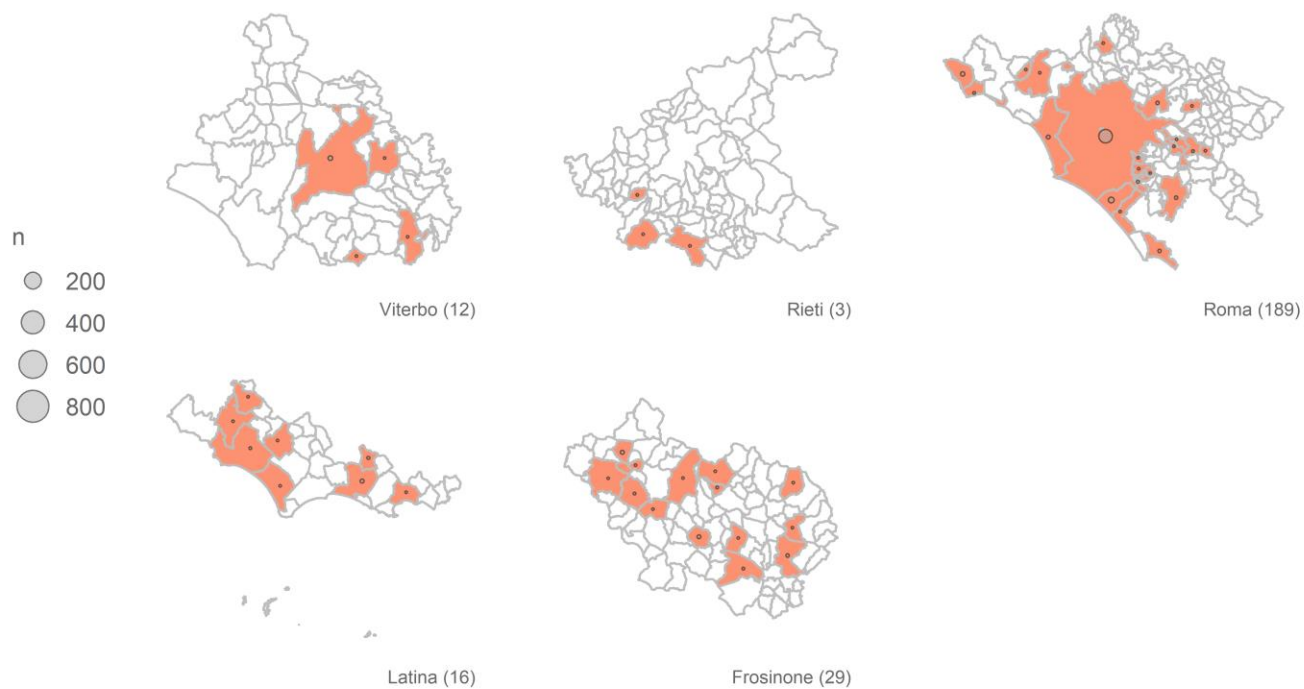 Viterbo (12)
Rieti (3)
Roma (189)
n
200
400
600
800
Latina (16)
Frosinone (29)